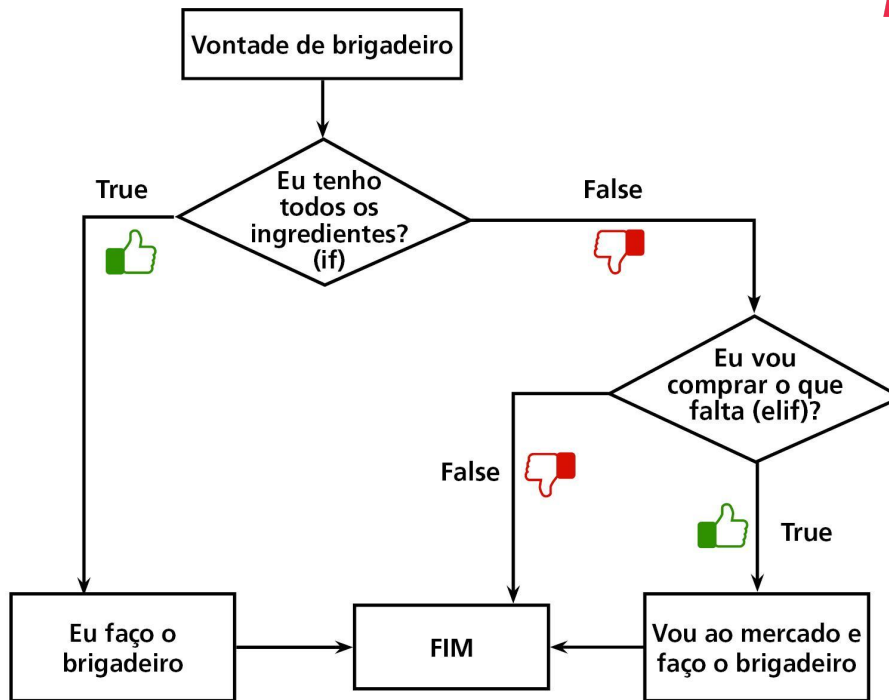 Vontade de brigadeiro
True
Eu tenho
todos os
ingredientes?
(if)
False
Eu vou
comprar o que
falta (elif)?
False
True
Eu faço o
brigadeiro
FIM
Vou ao mercado e
faço o brigadeiro